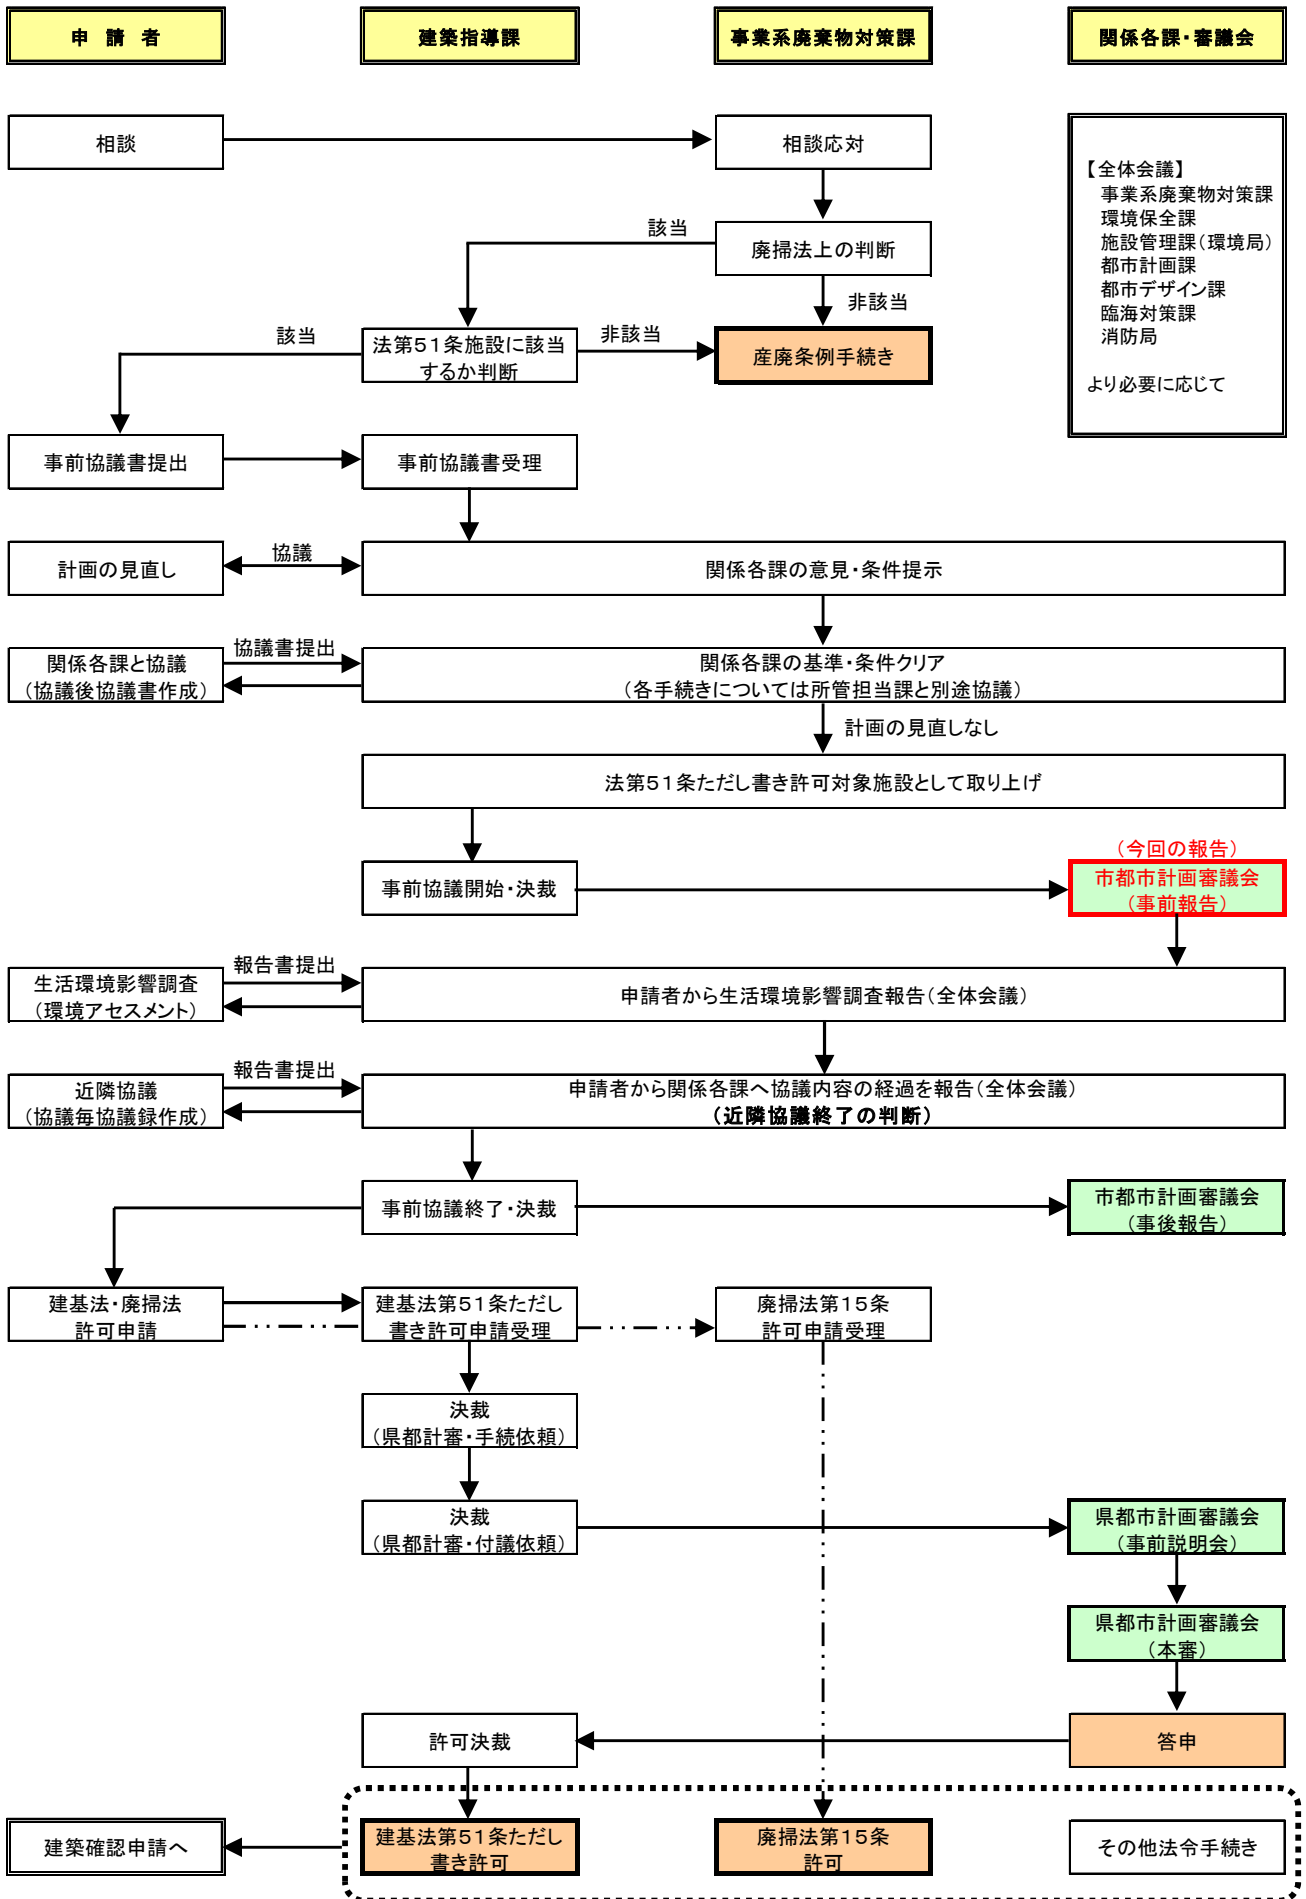 申 請 者
建築指導課
事業系廃棄物対策課
関係各課・審議会
相談
相談応対
【全体会議】
事業系廃棄物対策課
環境保全課
施設管理課（環境局）
都市計画課
都市デザイン課
臨海対策課
消防局
より必要に応じて
該当
廃掃法上の判断
非該当
該当
法第５１条施設に該当
するか判断
非該当
産廃条例手続き
事前協議書提出
事前協議書受理
計画の見直し
協議
関係各課の意見・条件提示
関係各課と協議
（協議後協議書作成）
協議書提出
関係各課の基準・条件クリア
（各手続きについては所管担当課と別途協議）
計画の見直しなし
法第５１条ただし書き許可対象施設として取り上げ
事前協議開始・決裁
（今回の報告）
市都市計画審議会
（事前報告）
生活環境影響調査
（環境アセスメント）
報告書提出
申請者から生活環境影響調査報告（全体会議）
近隣協議
（協議毎協議録作成）
報告書提出
申請者から関係各課へ協議内容の経過を報告（全体会議）
（近隣協議終了の判断）
事前協議終了・決裁
市都市計画審議会
（事後報告）
建基法・廃掃法
許可申請
建基法第５１条ただし
書き許可申請受理
廃掃法第１５条
許可申請受理
決裁
（県都計審・手続依頼）
決裁
（県都計審・付議依頼）
県都市計画審議会
（事前説明会）
県都市計画審議会
（本審）
許可決裁
答申
建築確認申請へ
建基法第５１条ただし
書き許可
廃掃法第１５条
許可
その他法令手続き